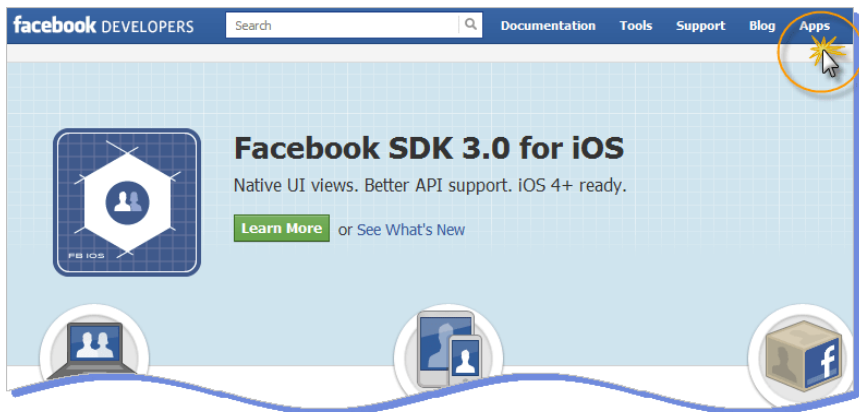 facebook DEVELOPERS Search Documentation Tools Support Blog Apps
Facebook SDK 3.0 for iOS
Native UI views. Better API support. iOS 4+ ready.
Learn More or See What's New
FB IOS
f